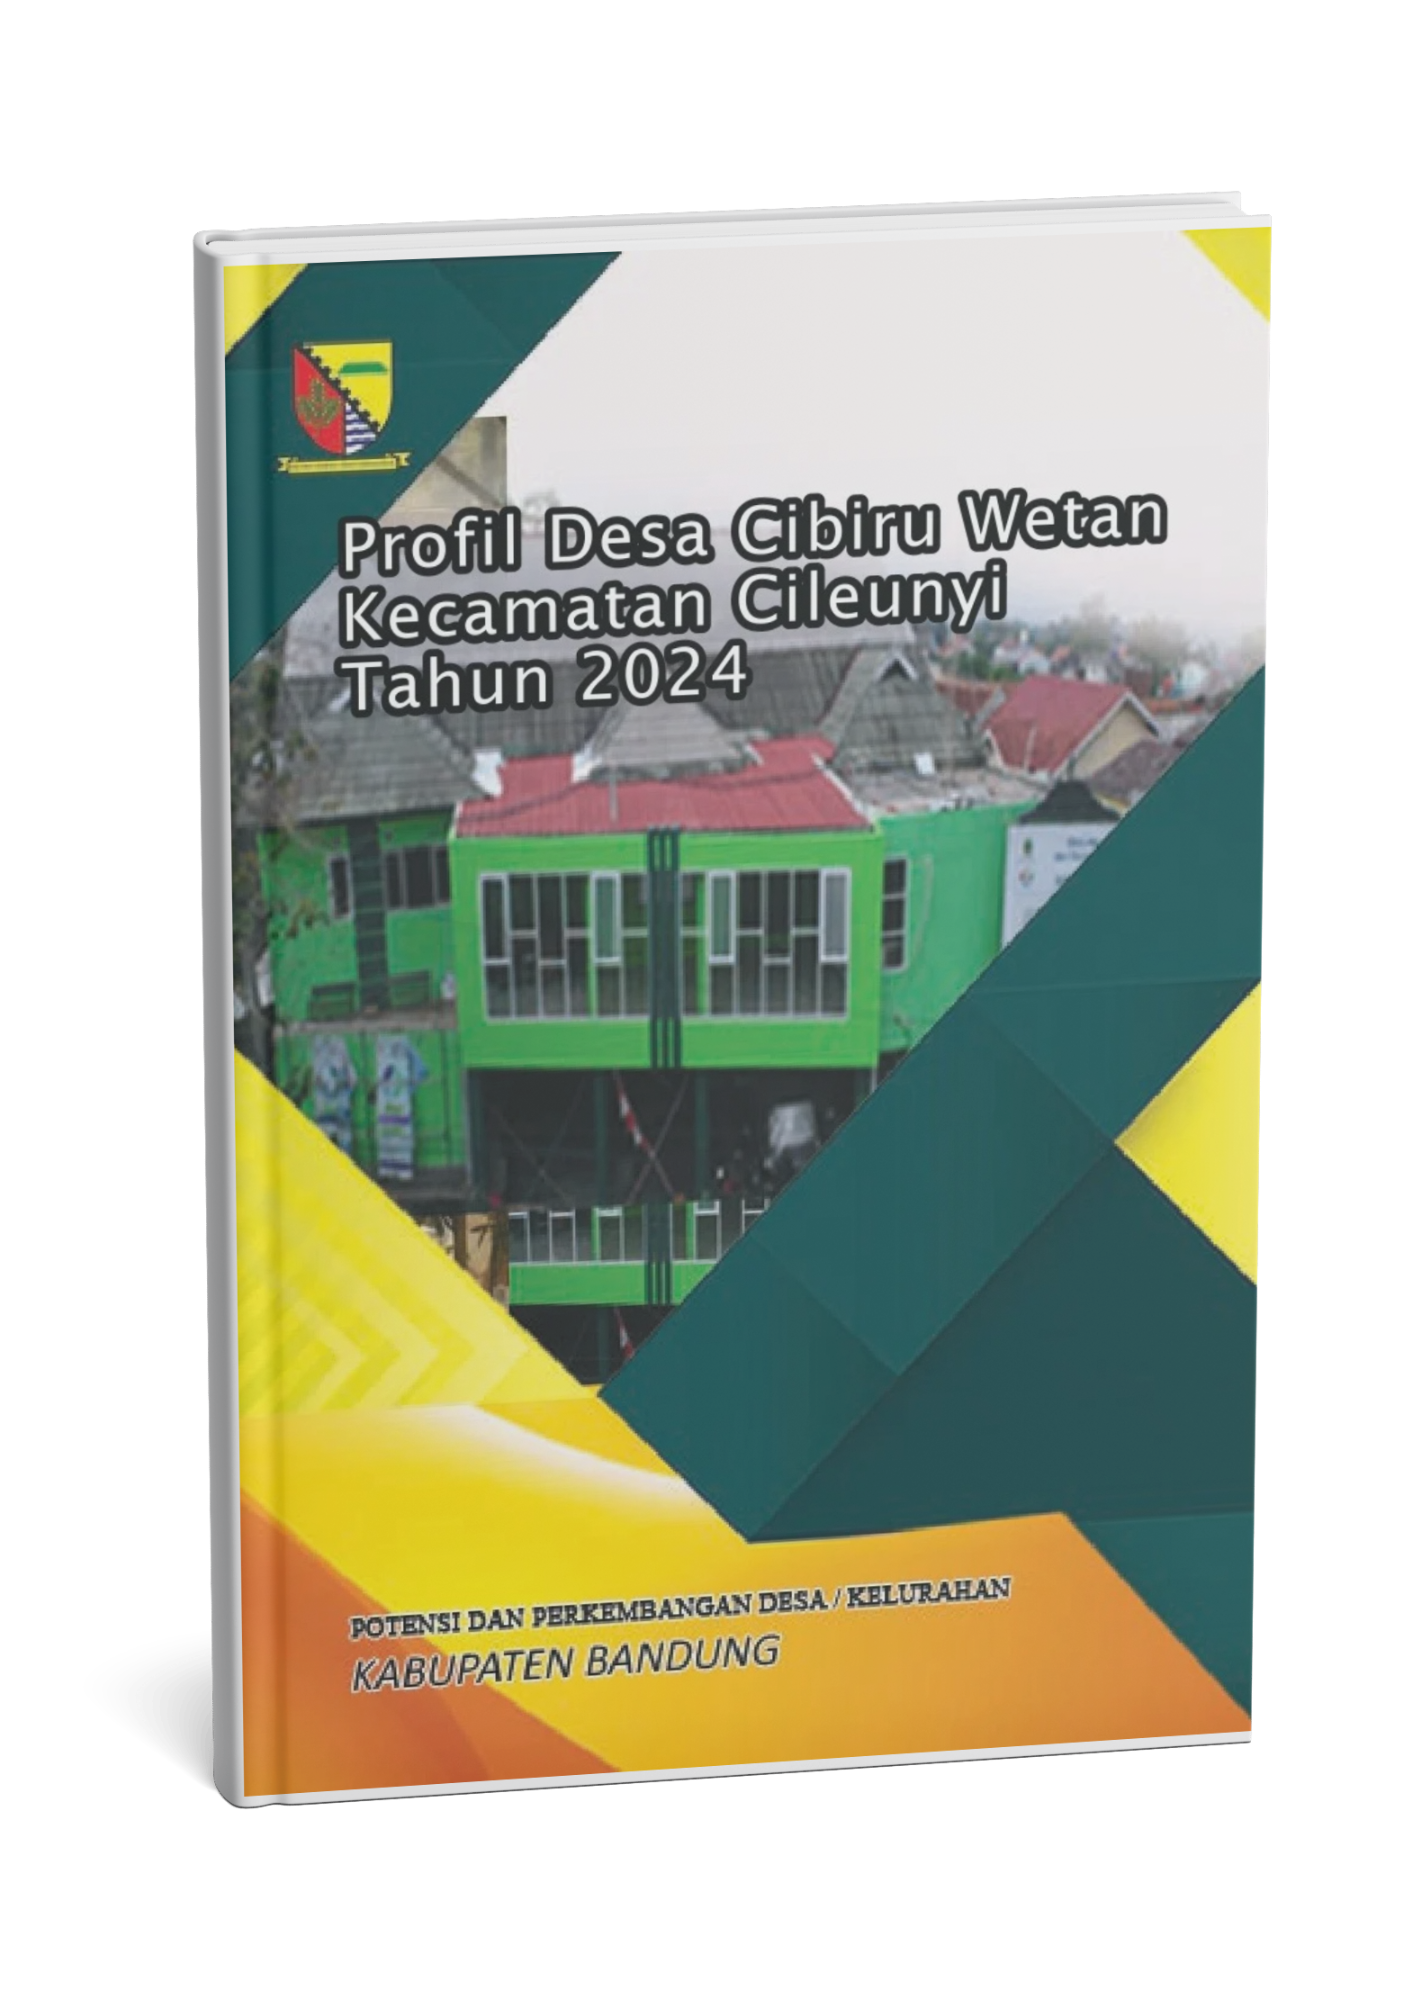 Profil Desa Cibiru Wetan
Kecamatan Cileunyi
Tahun 2024
POTENSI DAN PERKEMBANGAN DESA / KELURAHAN
KABUPATEN BANDUNG